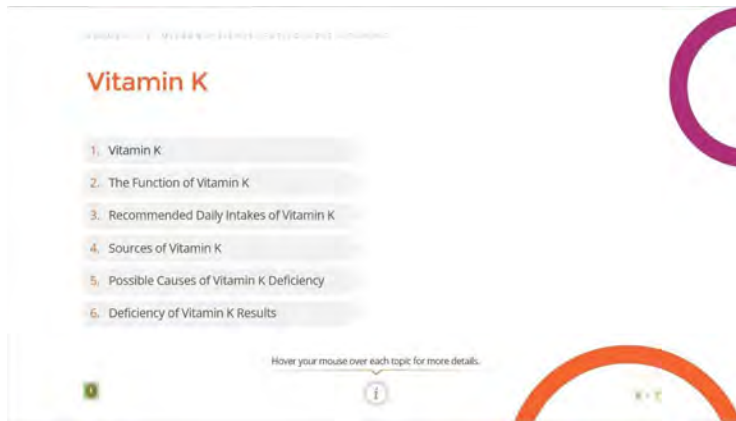 Vitamin K
1. Vitamin K
2. The Function of Vitamin K
3. Recommended Daily Intakes of Vitamin K
4. Sources of Vitamin K
5. Possible Causes of Vitamin K Deficiency
6. Deficiency of Vitamin K Results
Hover your mouse over each topic for more details.
i